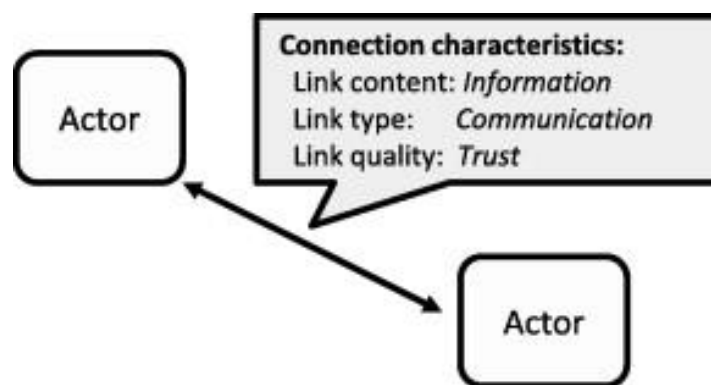 Connection characteristics:
Link content: Information
Actor
Link type: Communication
Link quality: Trust
Actor